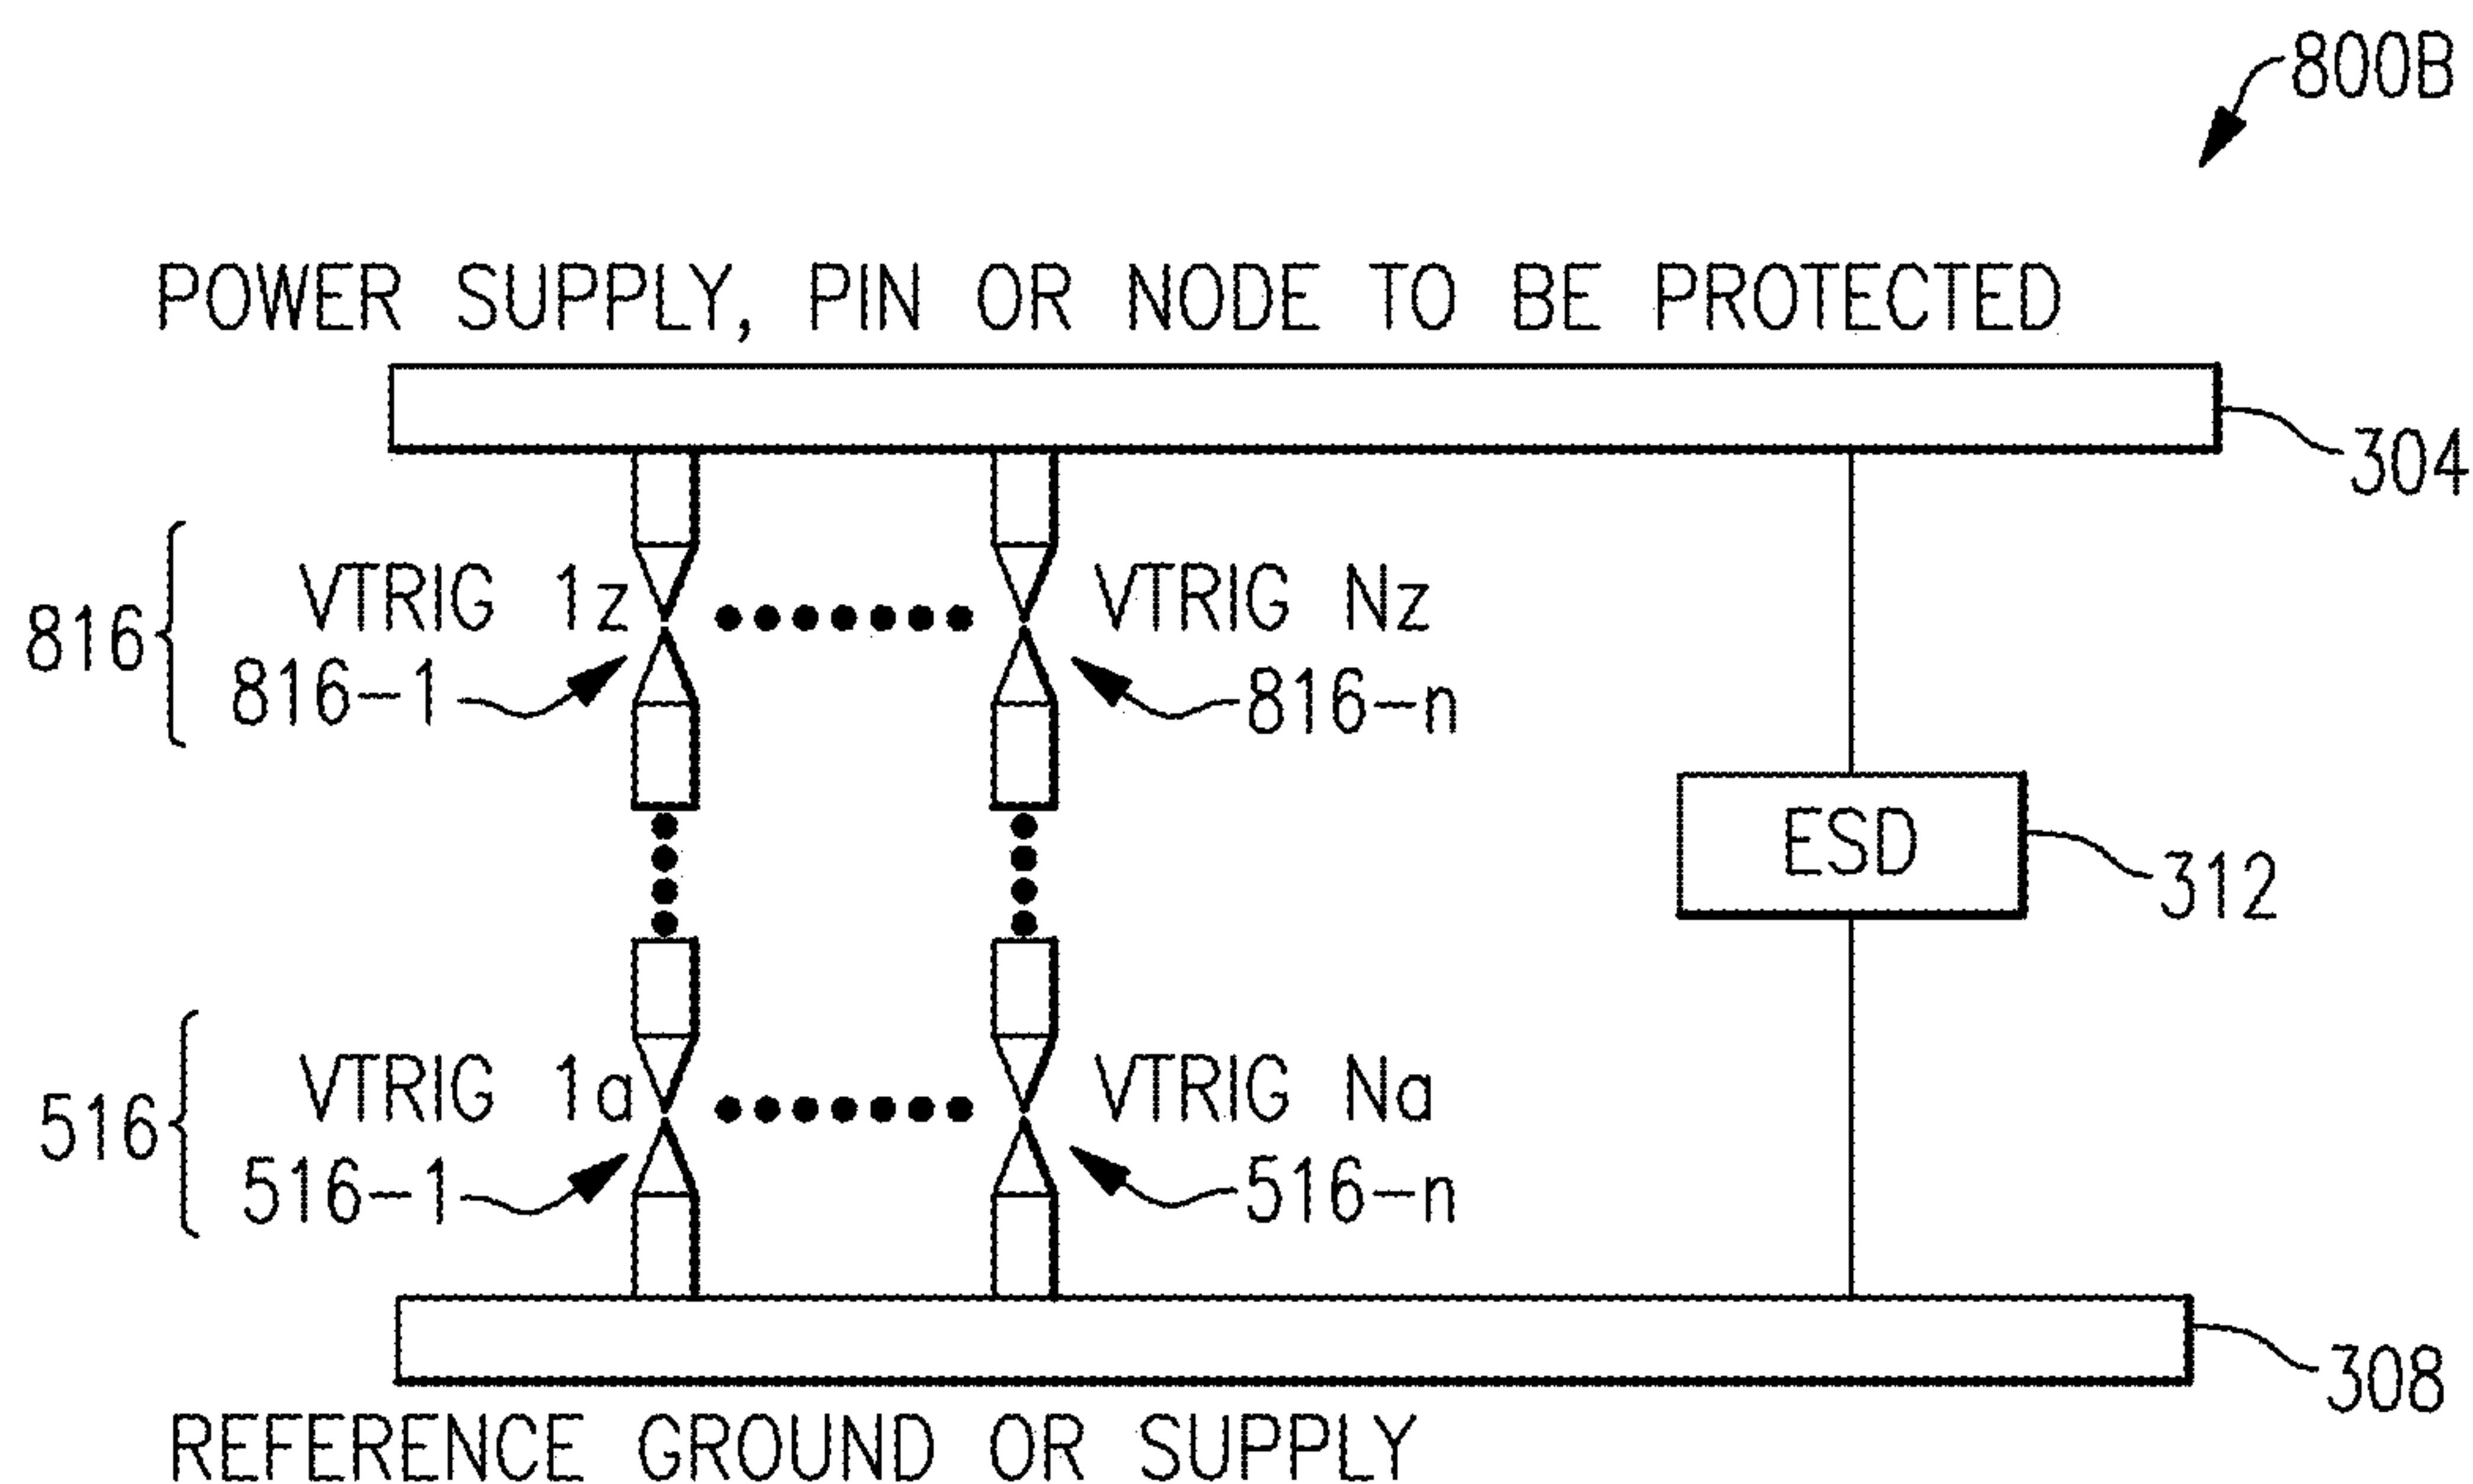 800B
POWER SUPPLY, PIN OR NODE TO BE PROTECTED
304
816
VTRIG 1z
VTRIG Nz
816-1
816-n
ESD
312
516
VTRIG 1a
VTRIG Na
516-1
516-n
308
REFERENCE GROUND OR SUPPLY